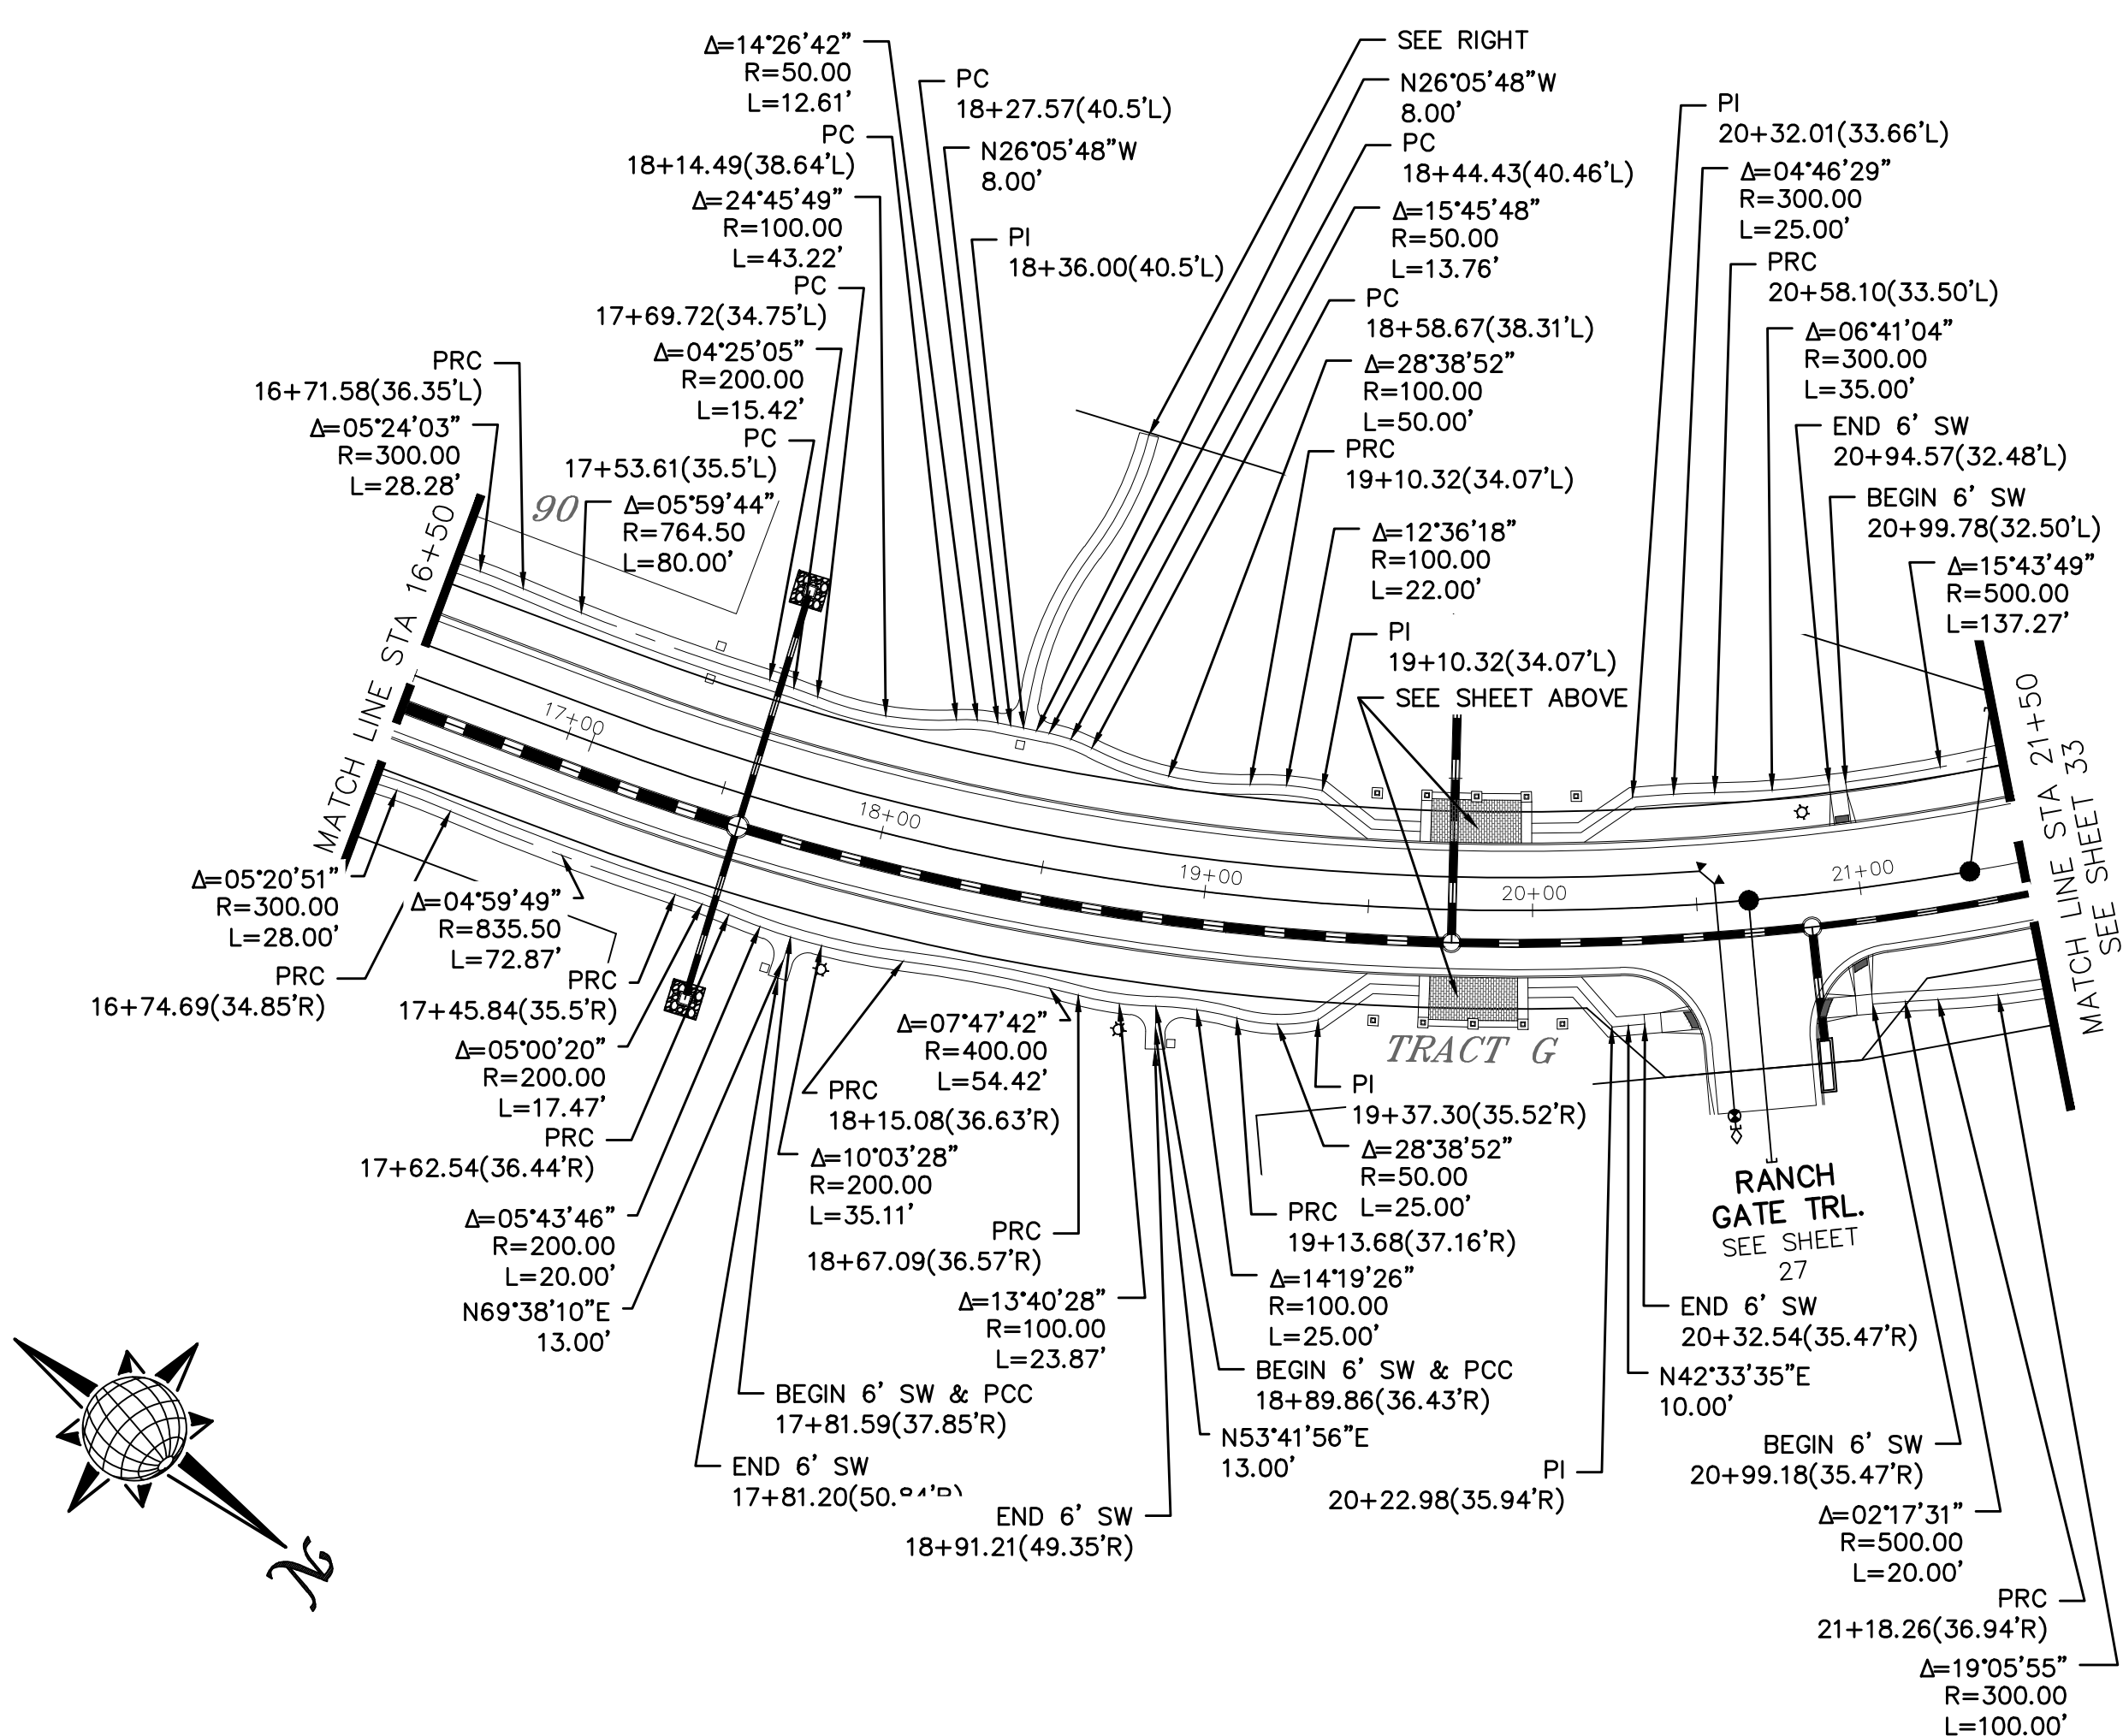 Δ=14°26'42"
R=50.00
L=12.61'
PC
18+14.49(38.64'L)
Δ=24°45'49"
R=100.00
L=43.22'
PC
17+69.72(34.75'L)
Δ=04°25'05"
R=200.00
L=15.42'
PC
17+53.61(35.5'L)
Δ=05°59'44"
R=764.50
L=80.00'
PRC
16+71.58(36.35'L)
Δ=05°24'03"
R=300.00
L=28.28'
90
PC
18+27.57(40.5'L)
N26°05'48"W
8.00'
PI
18+36.00(40.5'L)
SEE RIGHT
N26°05'48"W
8.00'
PC
18+44.43(40.46'L)
Δ=15°45'48"
R=50.00
L=13.76'
PC
18+58.67(38.31'L)
Δ=28°38'52"
R=100.00
L=50.00'
PRC
19+10.32(34.07'L)
Δ=12°36'18"
R=100.00
L=22.00'
PI
19+10.32(34.07'L)
SEE SHEET ABOVE
PI
20+32.01(33.66'L)
Δ=04°46'29"
R=300.00
L=25.00'
PRC
20+58.10(33.50'L)
Δ=06°41'04"
R=300.00
L=35.00'
END 6' SW
20+94.57(32.48'L)
BEGIN 6' SW
20+99.78(32.50'L)
Δ=15°43'49"
R=500.00
L=137.27'
MATCH LINE STA 16+50
17+00
18+00
19+00
20+00
21+00
MATCH LINE STA 21+50
SEE SHEET 33
Δ=05°20'51"
R=300.00
L=28.00'
PRC
16+74.69(34.85'R)
Δ=04°59'49"
R=835.50
L=72.87'
PRC
17+45.84(35.5'R)
Δ=05°00'20"
R=200.00
L=17.47'
PRC
17+62.54(36.44'R)
Δ=05°43'46"
R=200.00
L=20.00'
N69°38'10"E
13.00'
PRC
18+15.08(36.63'R)
Δ=10°03'28"
R=200.00
L=35.11'
Δ=07°47'42"
R=400.00
L=54.42'
PRC
18+67.09(36.57'R)
Δ=13°40'28"
R=100.00
L=23.87'
BEGIN 6' SW & PCC
17+81.59(37.85'R)
END 6' SW
17+81.20(50.84'R)
END 6' SW
18+91.21(49.35'R)
TRACT G
PI
19+37.30(35.52'R)
Δ=28°38'52"
R=50.00
L=25.00'
PRC
19+13.68(37.16'R)
Δ=14°19'26"
R=100.00
L=25.00'
BEGIN 6' SW & PCC
18+89.86(36.43'R)
N53°41'56"E
13.00'
PI
20+22.98(35.94'R)
RANCH
GATE TRL.
SEE SHEET
27
END 6' SW
20+32.54(35.47'R)
N42°33'35"E
10.00'
BEGIN 6' SW
20+99.18(35.47'R)
Δ=02°17'31"
R=500.00
L=20.00'
PRC
21+18.26(36.94'R)
Δ=19°05'55"
R=300.00
L=100.00'
N